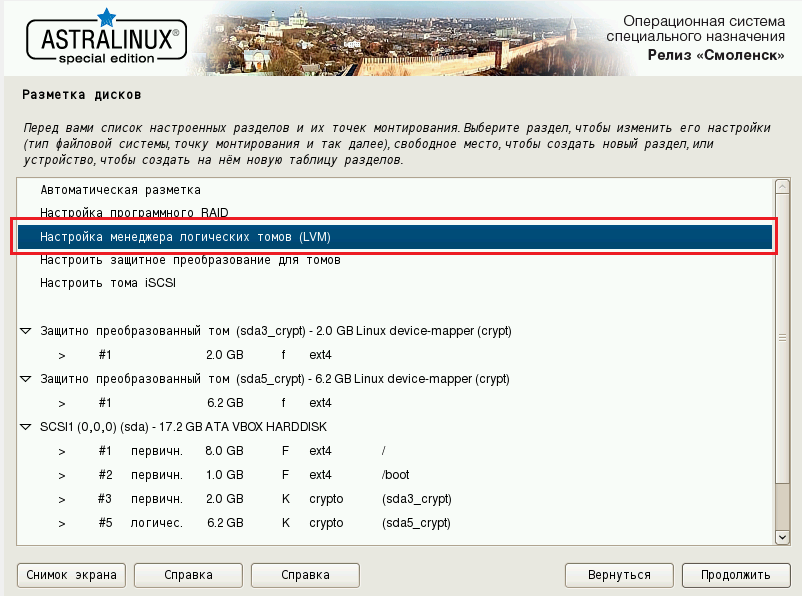 ASTRALINUX®
special edition
Операционная система
специального назначения
Релиз «Смоленск»
Разметка дисков
Перед вами список настроенных разделов и их точек монтирования. Выберите раздел, чтобы изменить его настройки
(тип файловой системы, точку монтирования и так далее), свободное место, чтобы создать новый раздел, или
устройство, чтобы создать на нём новую таблицу разделов.
Автоматическая разметка
Настройка программного RAID
Настройка менеджера логических томов (LVM)
Настроить защитное преобразование для томов
Настроить тома iSCSI
Защитно преобразованный том (sda3_crypt) - 2.0 GB Linux device-mapper (crypt)
> #1 2.0 GB f ext4
Защитно преобразованный том (sda5_crypt) - 6.2 GB Linux device-mapper (crypt)
> #1 6.2 GB f ext4
SCSI1 (0,0,0) (sda) - 17.2 GB ATA VBOX HARDDISK
> #1 первичн. 8.0 GB F ext4 /
> #2 первичн. 1.0 GB F ext4 /boot
> #3 первичн. 2.0 GB K crypto (sda3_crypt)
> #5 логичес. 6.2 GB K crypto (sda5_crypt)
Снимок экрана Справка Справка Вернуться Продолжить